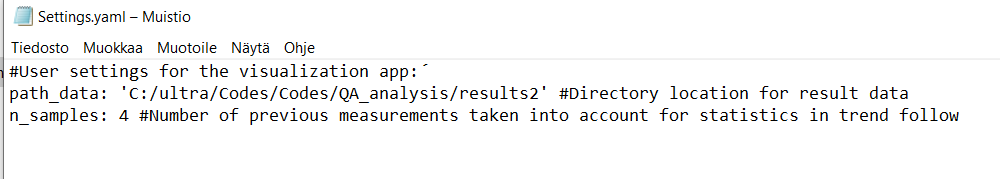 Settings.yaml – Muistio
Tiedosto Muokkaa Muotoile Näytä Ohje
#User settings for the visualization app:´
path_data: 'C:/ultra/Codes/Codes/QA_analysis/results2' #Directory location for result data
n_samples: 4 #Number of previous measurements taken into account for statistics in trend follow